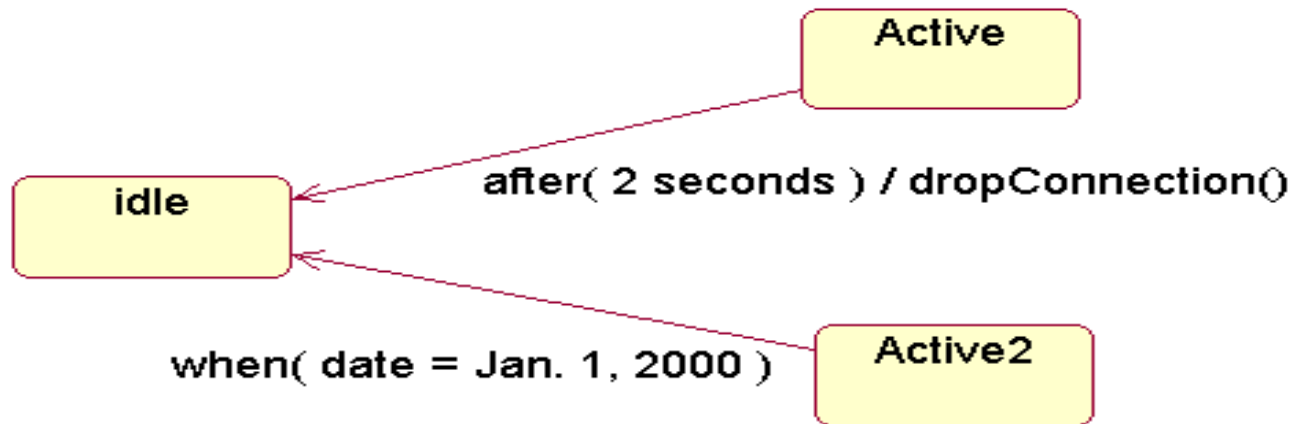 Active
after( 2 seconds ) / dropConnection()
idle
when( date = Jan. 1, 2000 )
Active2